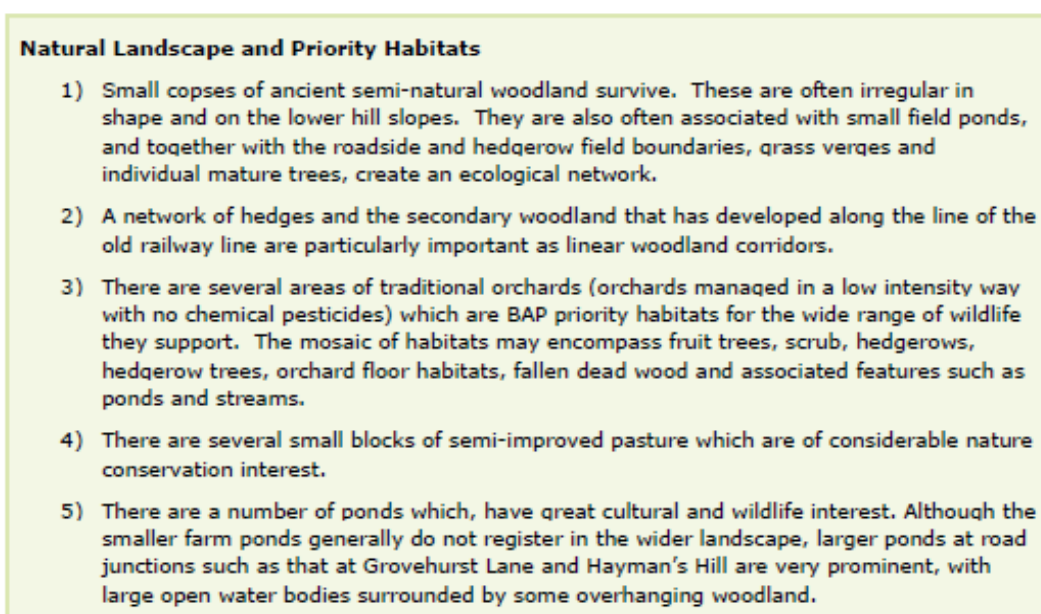 Natural Landscape and Priority Habitats
1) Small copses of ancient semi-natural woodland survive. These are often irregular in
shape and on the lower hill slopes. They are also often associated with small field ponds,
and together with the roadside and hedgerow field boundaries, grass verges and
individual mature trees, create an ecological network.
2) A network of hedges and the secondary woodland that has developed along the line of the
old railway line are particularly important as linear woodland corridors.
3) There are several areas of traditional orchards (orchards managed in a low intensity way
with no chemical pesticides) which are BAP priority habitats for the wide range of wildlife
they support. The mosaic of habitats may encompass fruit trees, scrub, hedgerows,
hedgerow trees, orchard floor habitats, fallen dead wood and associated features such as
ponds and streams.
4) There are several small blocks of semi-improved pasture which are of considerable nature
conservation interest.
5) There are a number of ponds which, have great cultural and wildlife interest. Although the
smaller farm ponds generally do not register in the wider landscape, larger ponds at road
junctions such as that at Grovehurst Lane and Hayman's Hill are very prominent, with
large open water bodies surrounded by some overhanging woodland.